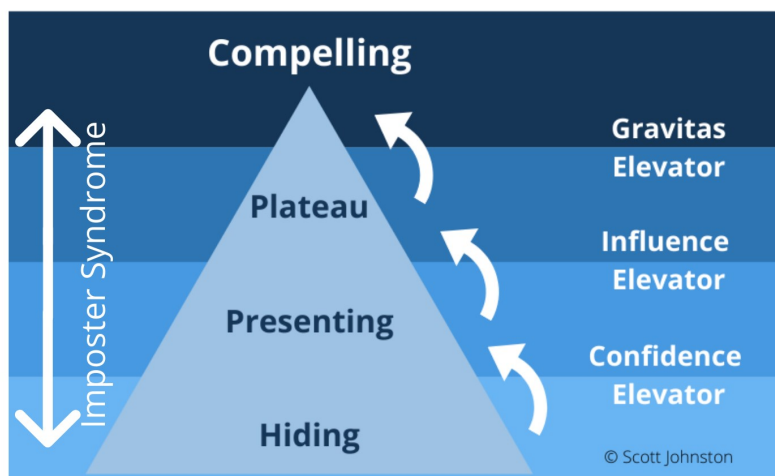 Compelling
Gravitas
Elevator
Plateau
Influence
Elevator
Presenting
Confidence
Elevator
Hiding
Imposter Syndrome
© Scott Johnston